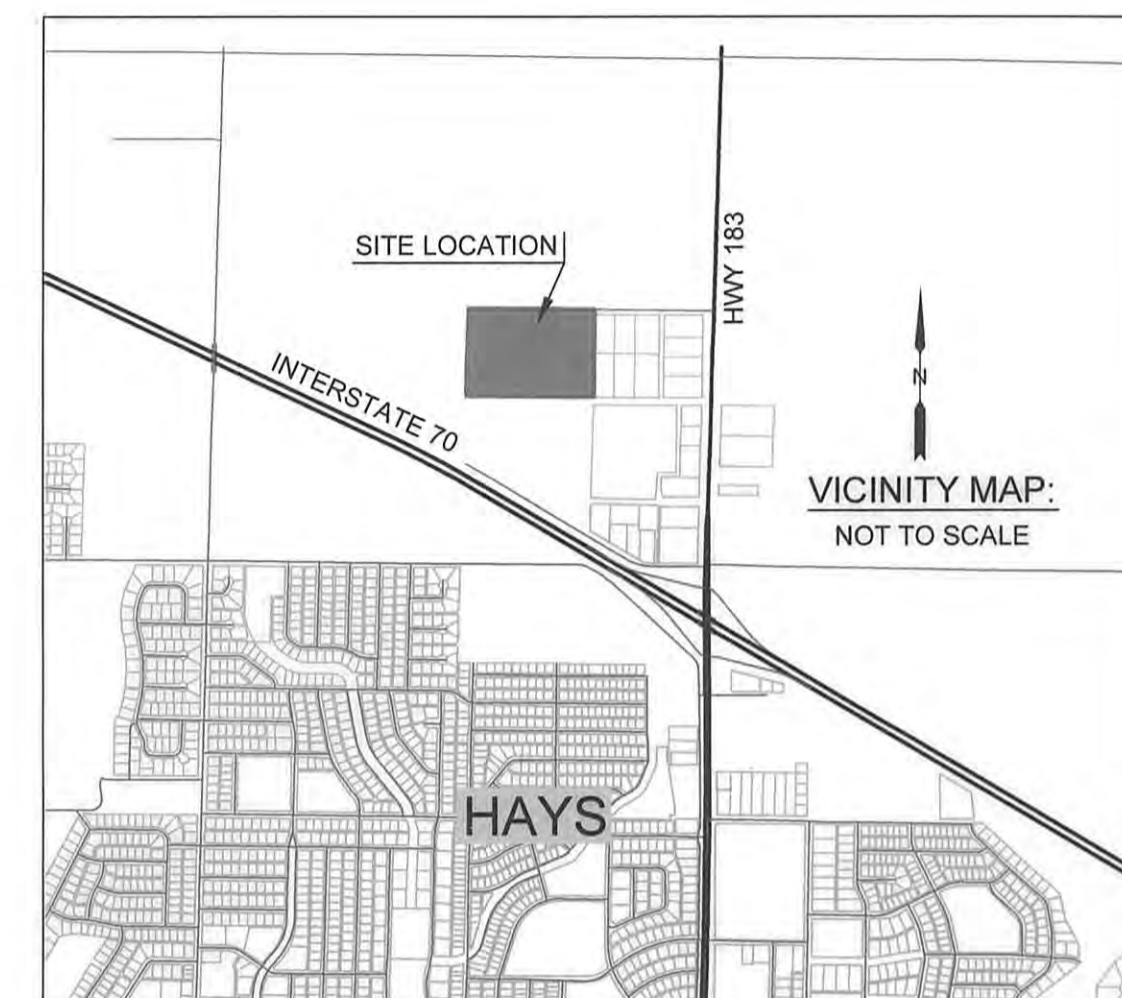 HWY 183
SITE LOCATION
INTERSTATE 70
N
VICINITY MAP:
NOT TO SCALE
HAYS